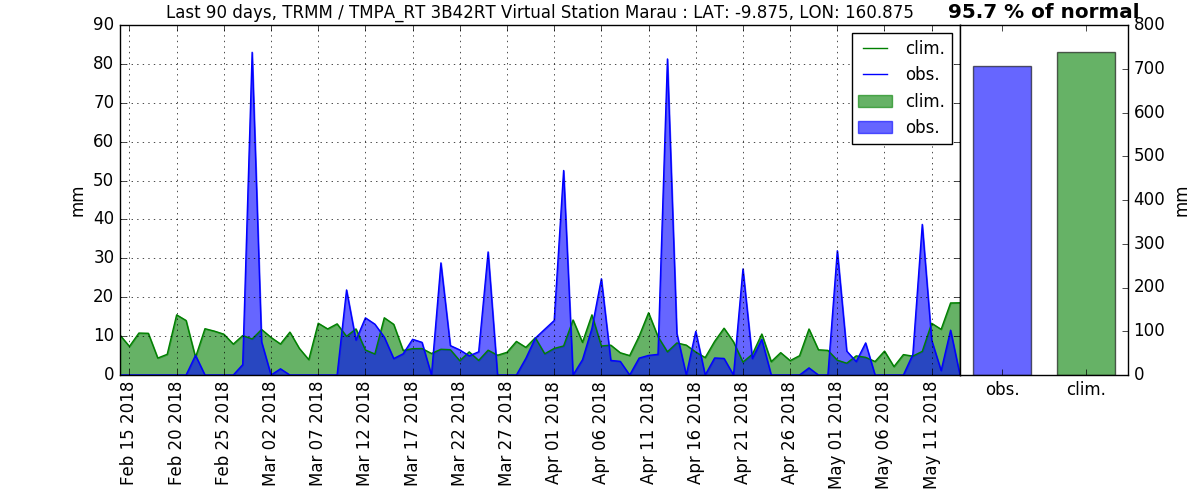 Last 90 days, TRMM / TMPA_RT 3B42RT Virtual Station Marau : LAT: -9.875, LON: 160.875
95.7 % of normal
90
80
70
60
50
40
30
20
10
0
mm
clim.
obs.
clim.
obs.
Feb 15 2018
Feb 20 2018
Feb 25 2018
Mar 02 2018
Mar 07 2018
Mar 12 2018
Mar 17 2018
Mar 22 2018
Mar 27 2018
Apr 01 2018
Apr 06 2018
Apr 11 2018
Apr 16 2018
Apr 21 2018
Apr 26 2018
May 01 2018
May 06 2018
May 11 2018
800
700
600
500
400
300
200
100
0
mm
obs.
clim.